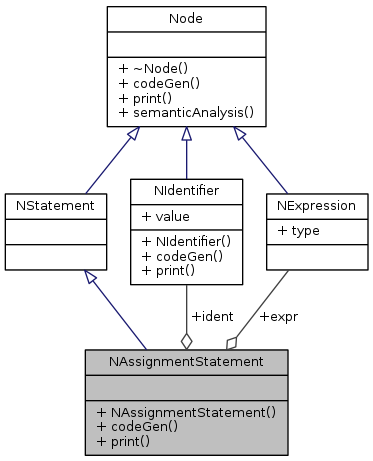 Node
+ ~Node()
+ codeGen()
+ print()
+ semanticAnalysis()
NStatement
NIdentifier
+ value
+ NIdentifier()
+ codeGen()
+ print()
NExpression
+ type
+ident
+expr
NAssignmentStatement
+ NAssignmentStatement()
+ codeGen()
+ print()